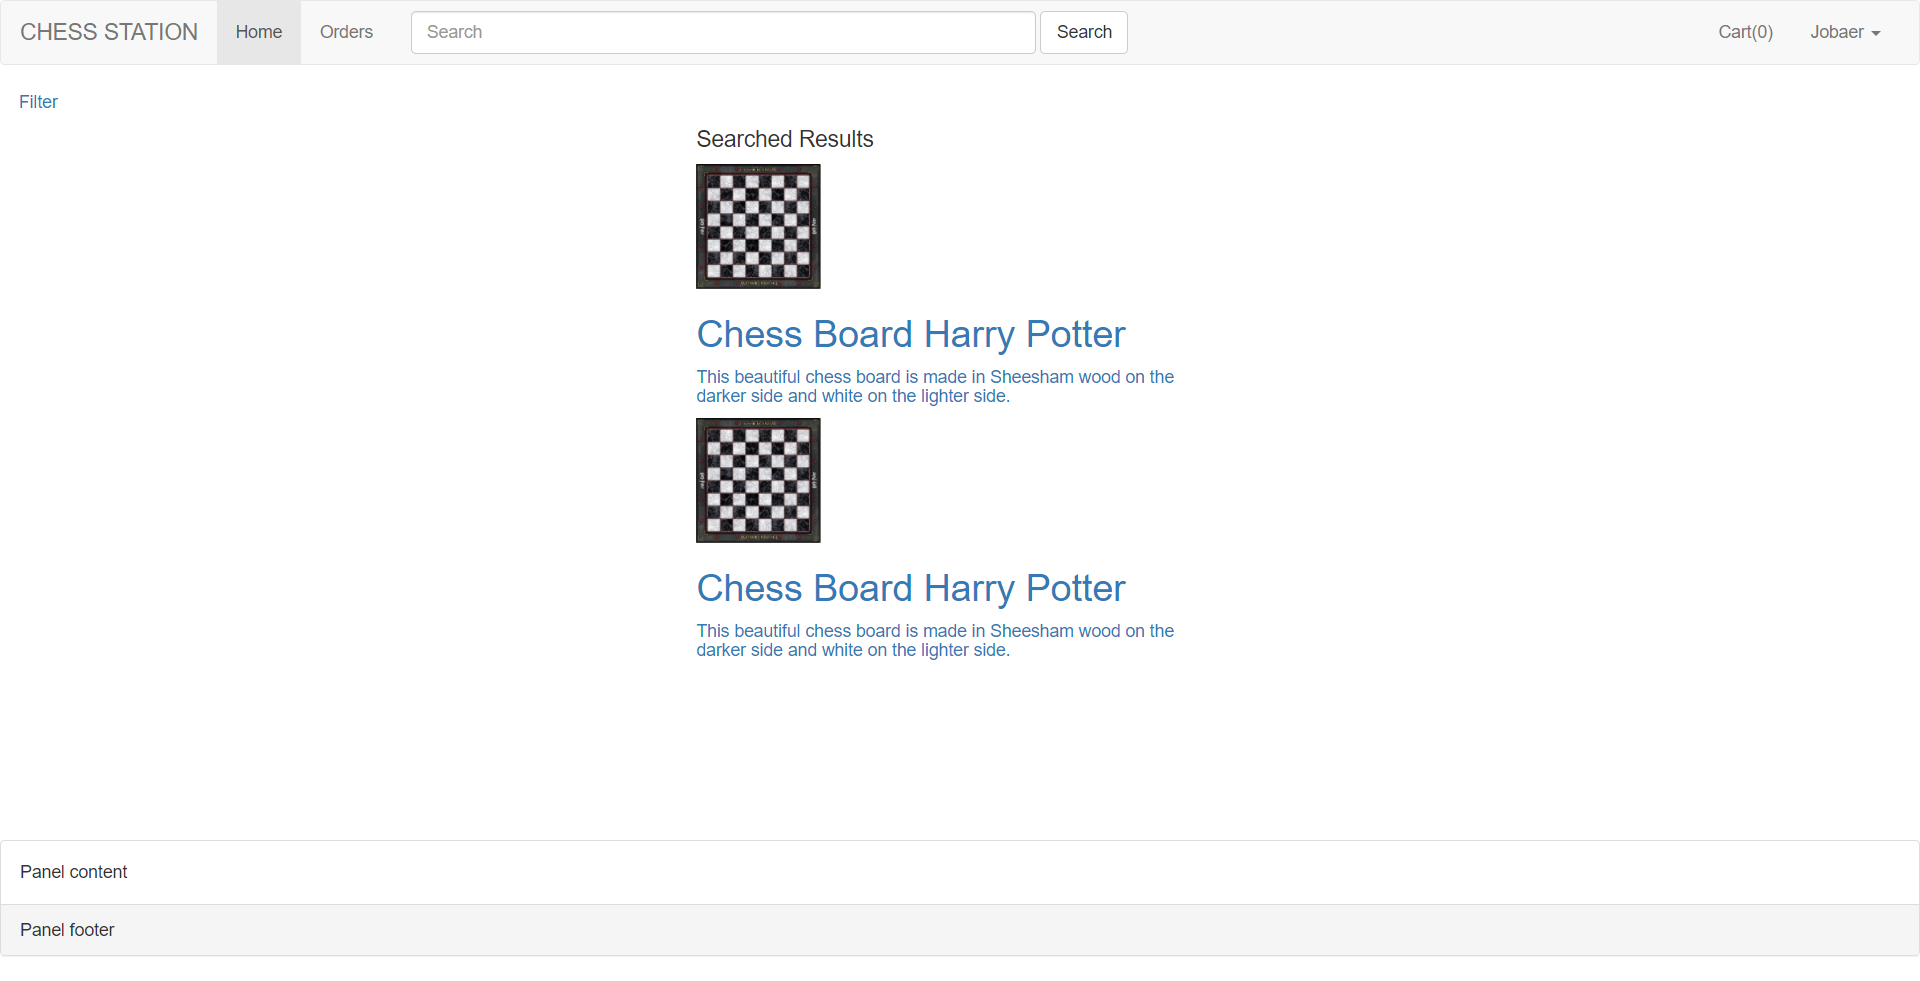 CHESS STATION
Home
Orders
Search
Search
Cart(0)
Jobaer
Filter
Searched Results
Chess Board Harry Potter
This beautiful chess board is made in Sheesham wood on the
darker side and white on the lighter side.
Chess Board Harry Potter
This beautiful chess board is made in Sheesham wood on the
darker side and white on the lighter side.
Panel content
Panel footer